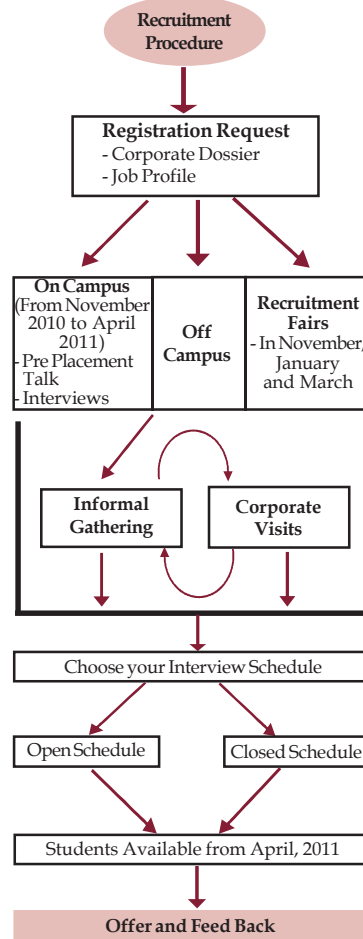 Recruitment
Procedure
Registration Request
- Corporate Dossier
- Job Profile
On Campus
(From November
2010 to April
2011)
- Pre Placement
Talk
- Interviews
Off
Campus
Recruitment
Fairs
- In November,
January
and March
Informal
Gathering
Corporate
Visits
Choose your Interview Schedule
Open Schedule
Closed Schedule
Students Available from April, 2011
Offer and Feed Back